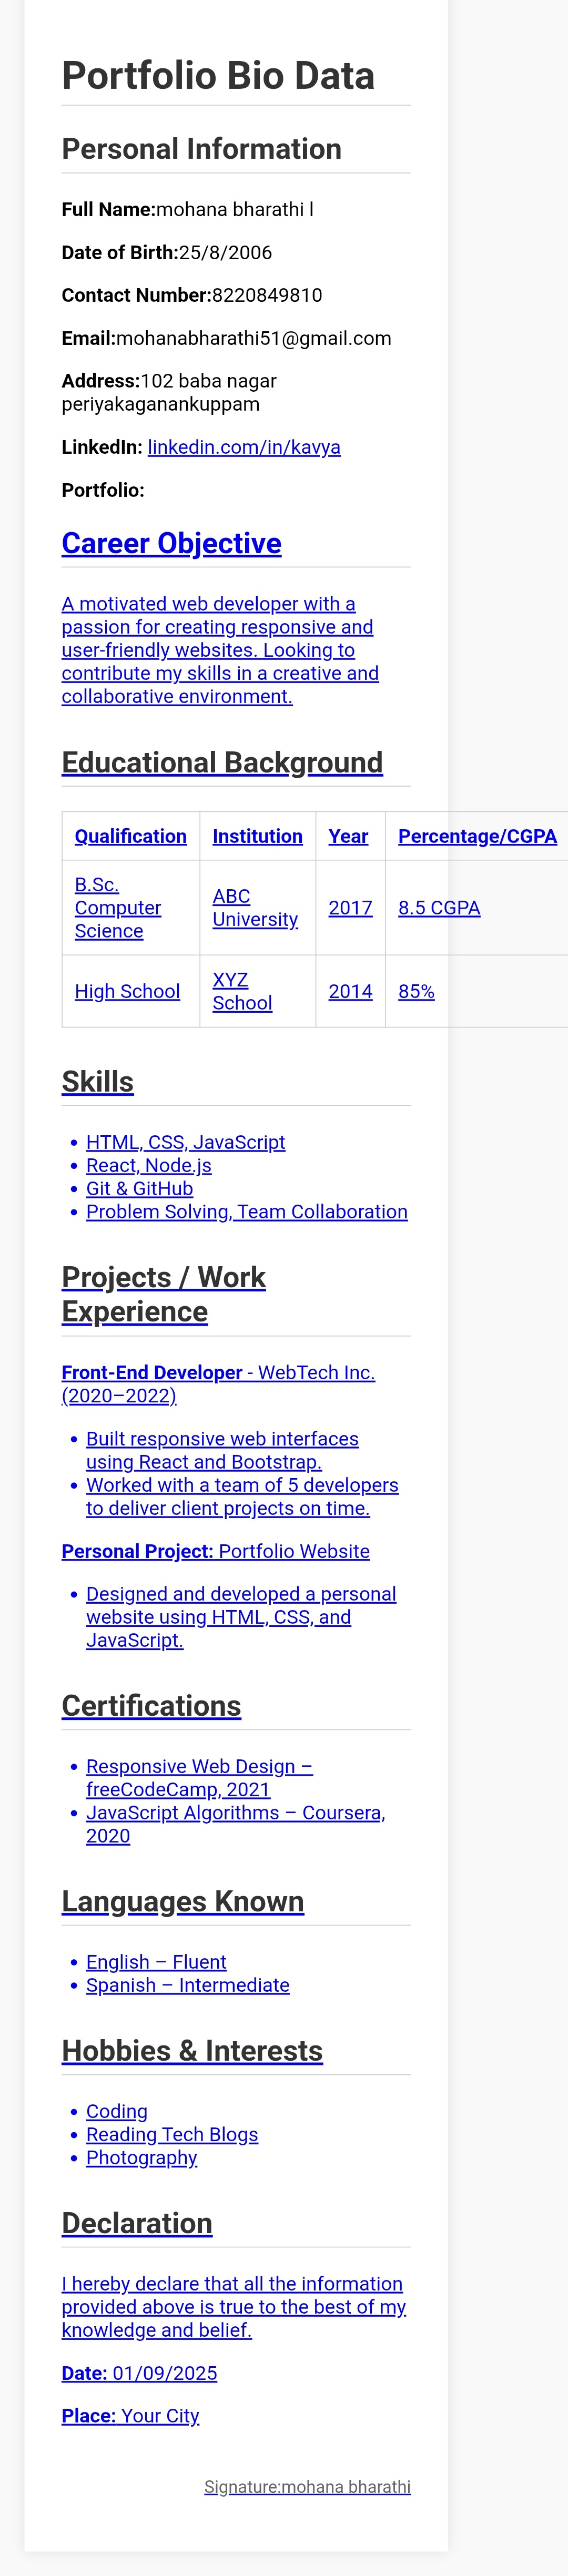 Portfolio Bio Data
Personal Information
Full Name:mohana bharathi l
Date of Birth:25/8/2006
Contact Number:8220849810
Email:mohanabharathi51@gmail.com
Address:102 baba nagar
periyakaganankuppam
LinkedIn: linkedin.com/in/kavya
Portfolio:
Career Objective
A motivated web developer with a
passion for creating responsive and
user-friendly websites. Looking to
contribute my skills in a creative and
collaborative environment.
Educational Background
Qualification Institution Year Percentage/CGPA
B.Sc.
Computer
Science
ABC
University
2017
8.5 CGPA
High School
XYZ
School
2014
85%
Skills
HTML, CSS, JavaScript
React, Node.js
Git & GitHub
Problem Solving, Team Collaboration
Projects / Work
Experience
Front-End Developer - WebTech Inc.
(2020–2022)
Built responsive web interfaces
using React and Bootstrap.
Worked with a team of 5 developers
to deliver client projects on time.
Personal Project: Portfolio Website
Designed and developed a personal
website using HTML, CSS, and
JavaScript.
Certifications
Responsive Web Design –
freeCodeCamp, 2021
JavaScript Algorithms – Coursera,
2020
Languages Known
English – Fluent
Spanish – Intermediate
Hobbies & Interests
Coding
Reading Tech Blogs
Photography
Declaration
I hereby declare that all the information
provided above is true to the best of my
knowledge and belief.
Date: 01/09/2025
Place: Your City
Signature:mohana bharathi